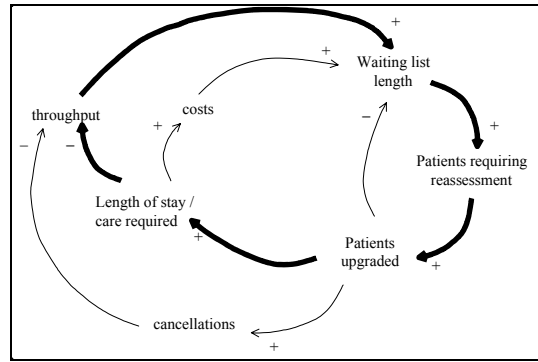 +
+
Waiting list
length
costs
throughput
+
−
+
−
−
Patients requiring
reassessment
Length of stay /
care required
+
Patients
upgraded
+
cancellations
+